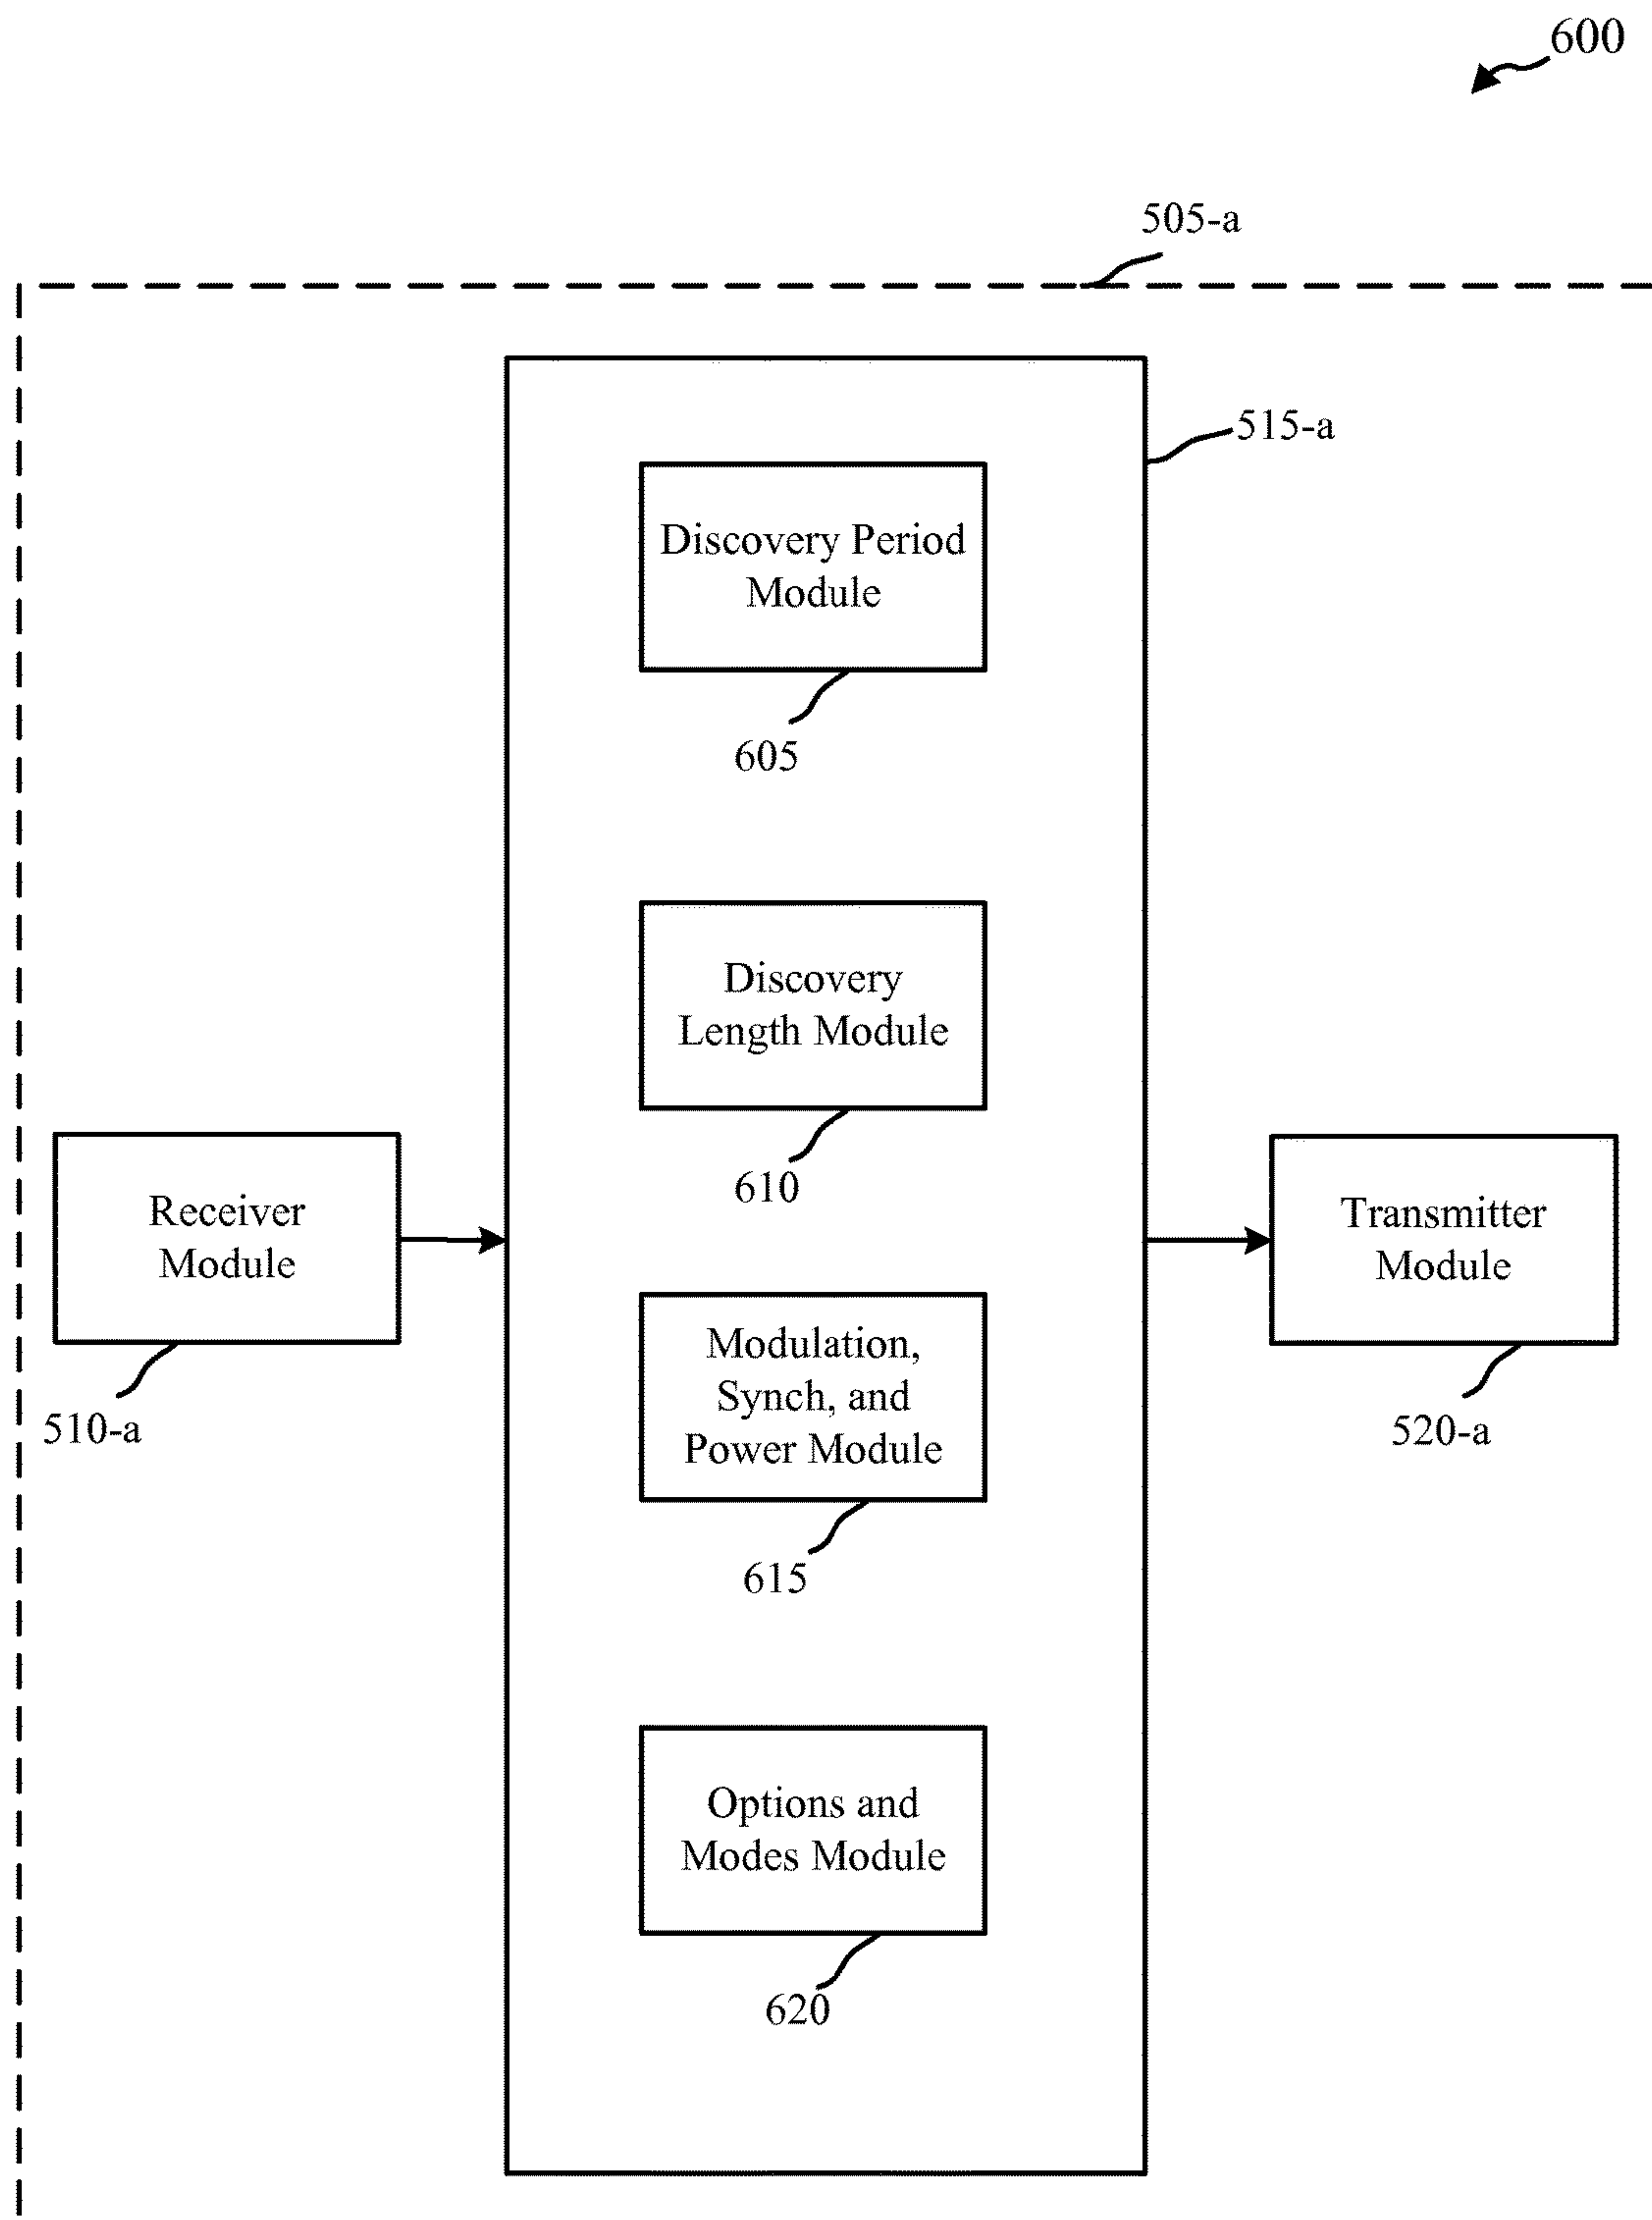 600
505-a
515-a
Discovery Period
Module
605
Discovery
Length Module
610
Receiver
Module
510-a
Transmitter
Module
520-a
Modulation,
Synch, and
Power Module
615
Options and
Modes Module
620